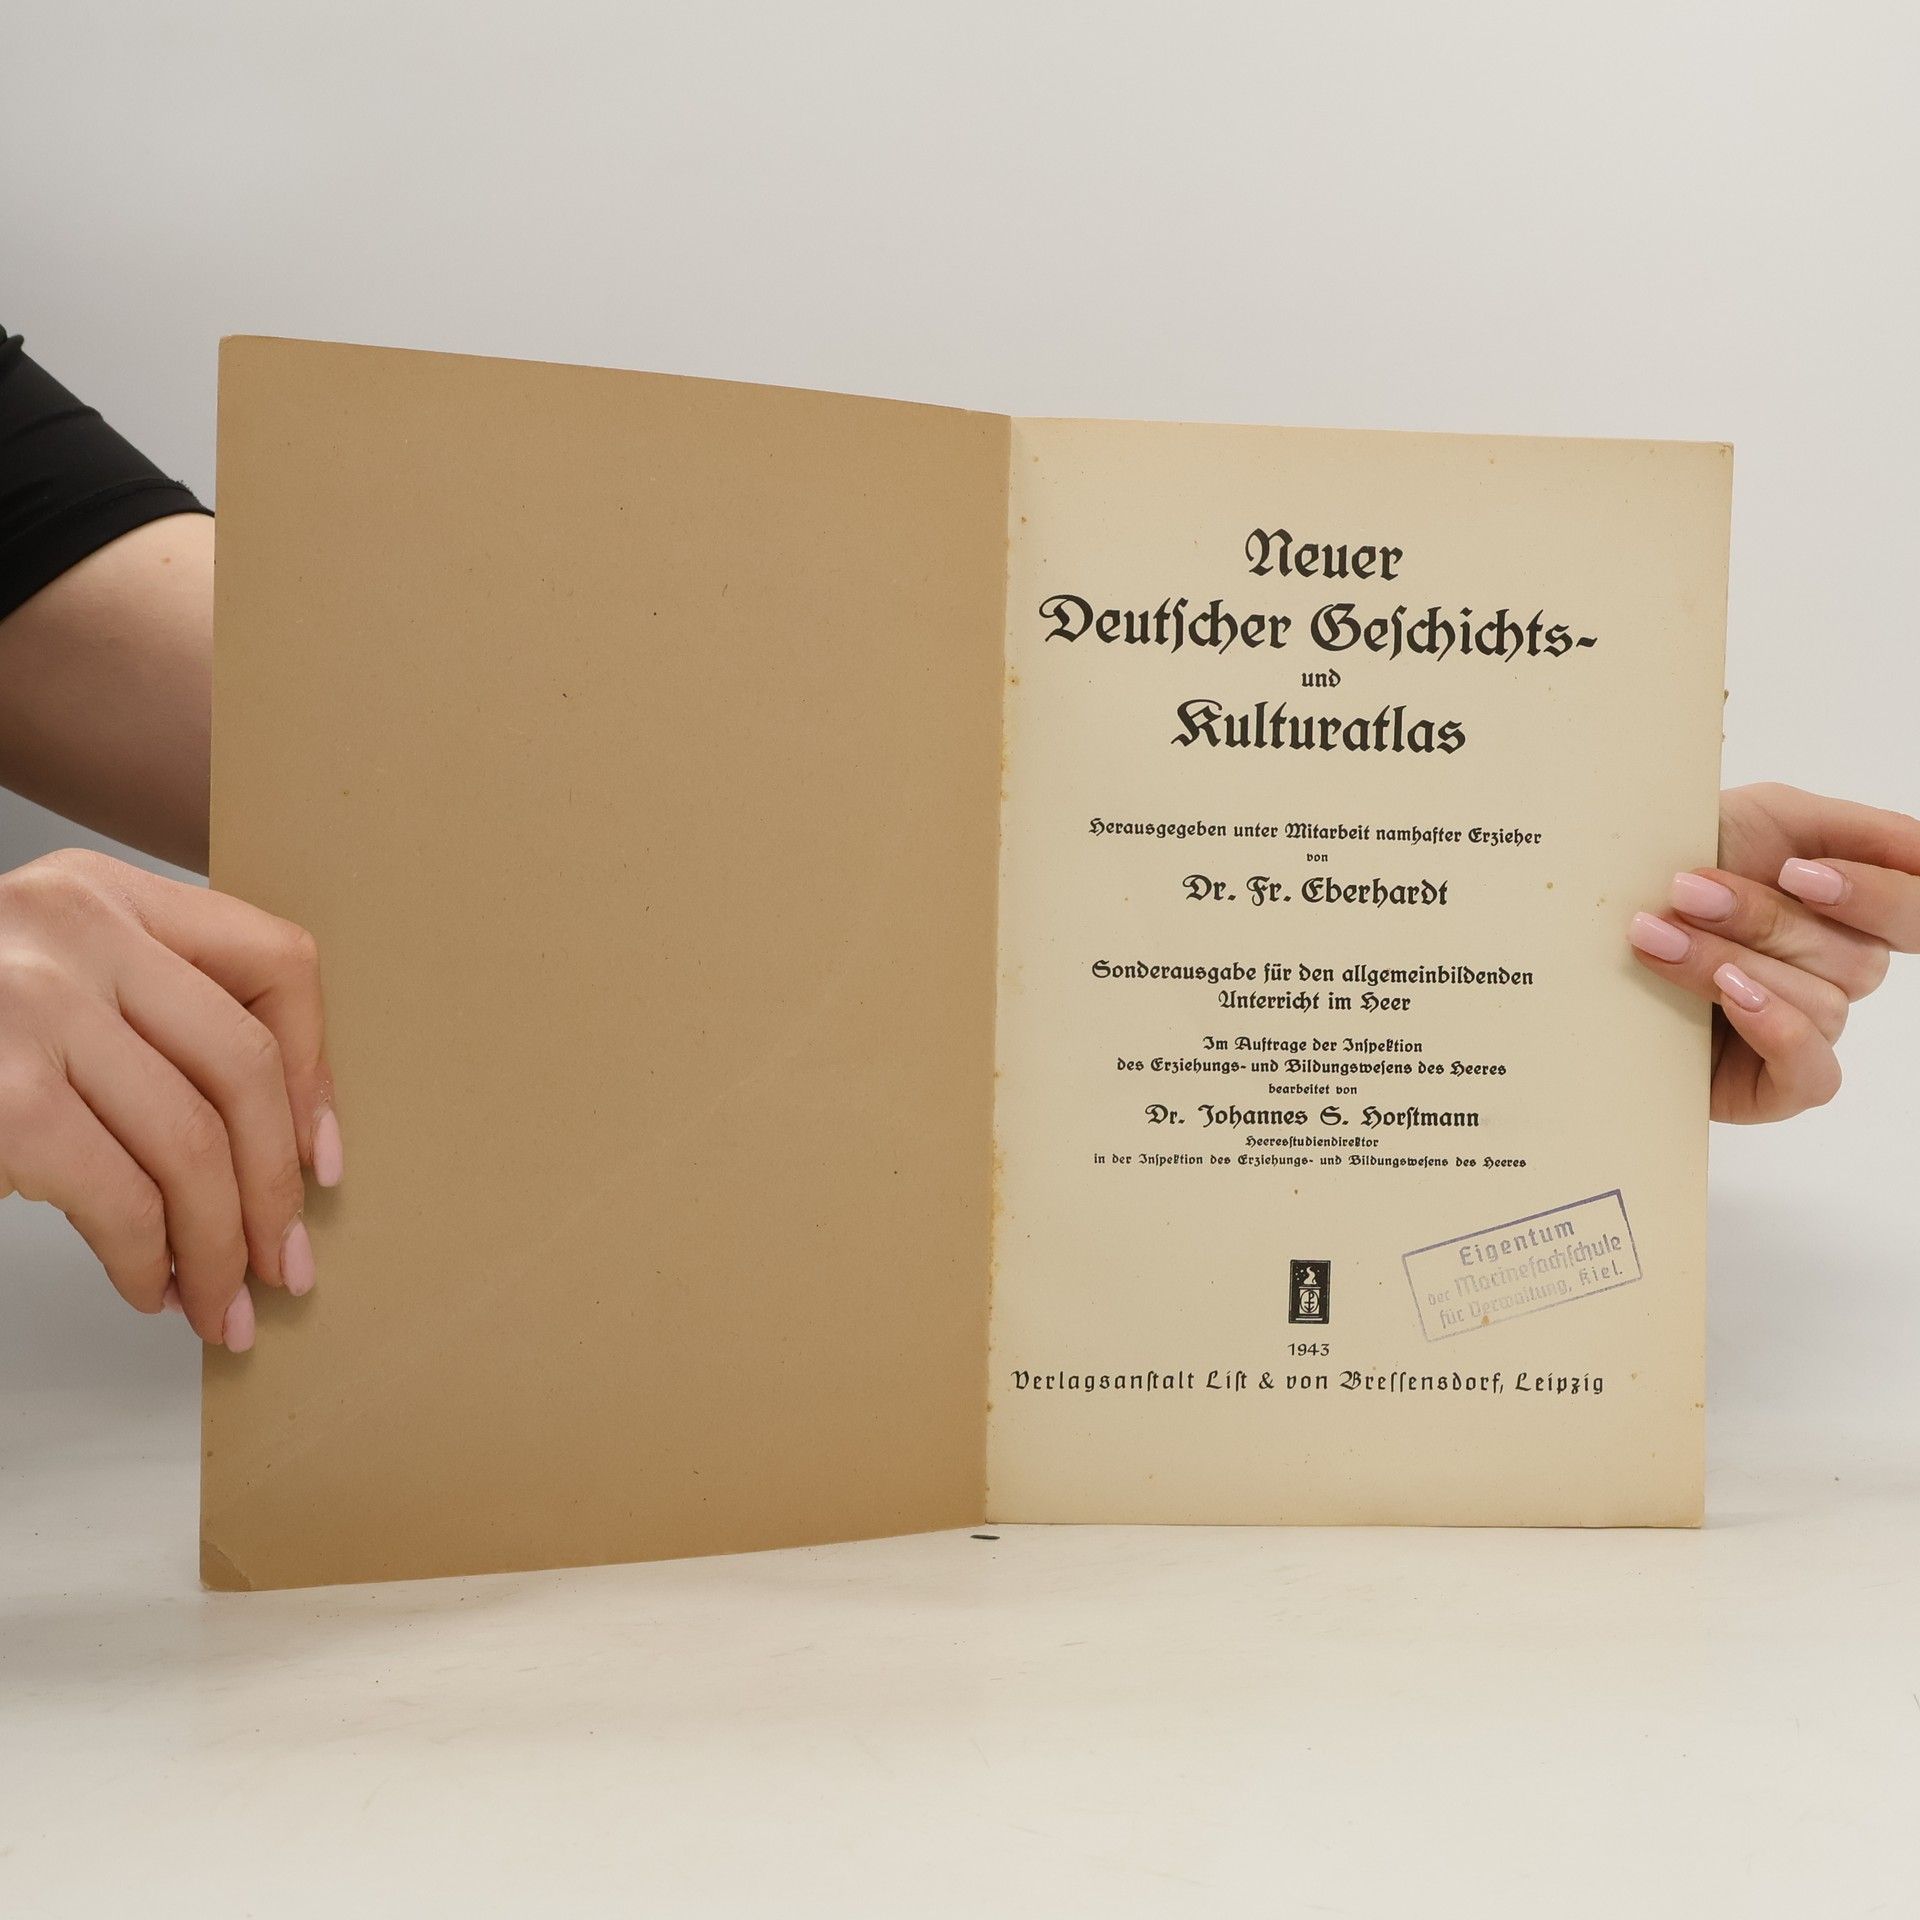 Neuer
Deutſcher Geſchichts-
und
Kulturatlas
Herausgegeben unter Mitarbeit namhafter Erzieher
von
Dr. Fr. Eberhardt
Sonderausgabe für den allgemeinbildenden
Unterricht im Heer
Im Auftrage der Inſpektion
des Erziehungs- und Bildungsweſens des Heeres
bearbeitet von
Dr. Johannes S. Horſtmann
Heeresſtudiendirektor
in der Inſpektion des Erziehungs- und Bildungsweſens des Heeres
Eigentum
der Marinefachſchule
für Verwaltung, Kiel.
1943
Verlagsanſtalt Liſt & von Breſſensdorf, Leipzig